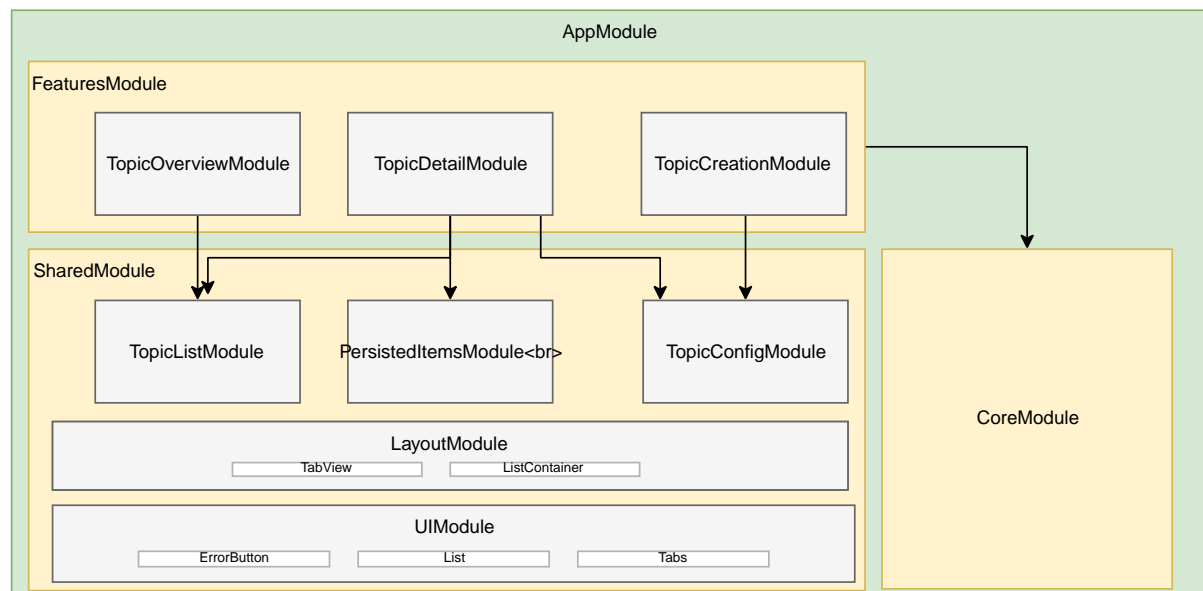 AppModule
FeaturesModule
TopicOverviewModule
TopicDetailModule
TopicCreationModule
SharedModule
TopicListModule
PersistedItemsModule<br>
TopicConfigModule
CoreModule
LayoutModule
TabView
ListContainer
UIModule
ErrorButton
List
Tabs